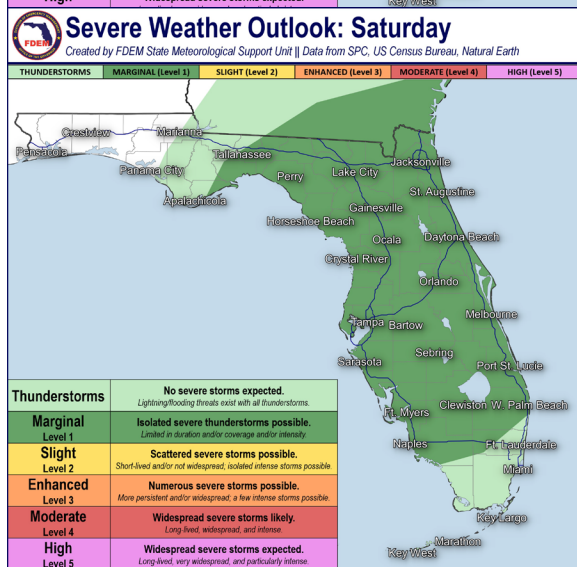 High
Key West
Severe Weather Outlook: Saturday
Created by FDEM State Meteorological Support Unit || Data from SPC, US Census Bureau, Natural Earth
FDEM
THUNDERSTORMS
MARGINAL (Level 1)
SLIGHT (Level 2)
ENHANCED (Level 3)
MODERATE (Level 4)
HIGH (Level 5)
Crestview
Marianna
Pensacola
Tallahassee
Jacksonville
Panama City
Perry
Lake City
St. Augustine
Apalachicola
Gainesville
Horseshoe Beach
Ocala
Daytona Beach
Crystal River
Orlando
Melbourne
Tampa
Bartow
Sebring
Sarasota
Port St. Lucie
Ft. Myers
Clewiston
W. Palm Beach
Naples
Ft. Lauderdale
Miami
Key Largo
Marathon
Key West
Thunderstorms
No severe storms expected.
Lightning/flooding threats exist with all thunderstorms.
Marginal
Level 1
Isolated severe thunderstorms possible.
Limited in duration and/or coverage and/or intensity.
Slight
Level 2
Scattered severe storms possible.
Short-lived and/or not widespread; isolated intense storms possible.
Enhanced
Level 3
Numerous severe storms possible.
More persistent and/or widespread; a few intense storms possible.
Moderate
Level 4
Widespread severe storms likely.
Long-lived, widespread, and intense.
High
Level 5
Widespread severe storms expected.
Long-lived, very widespread, and particularly intense.